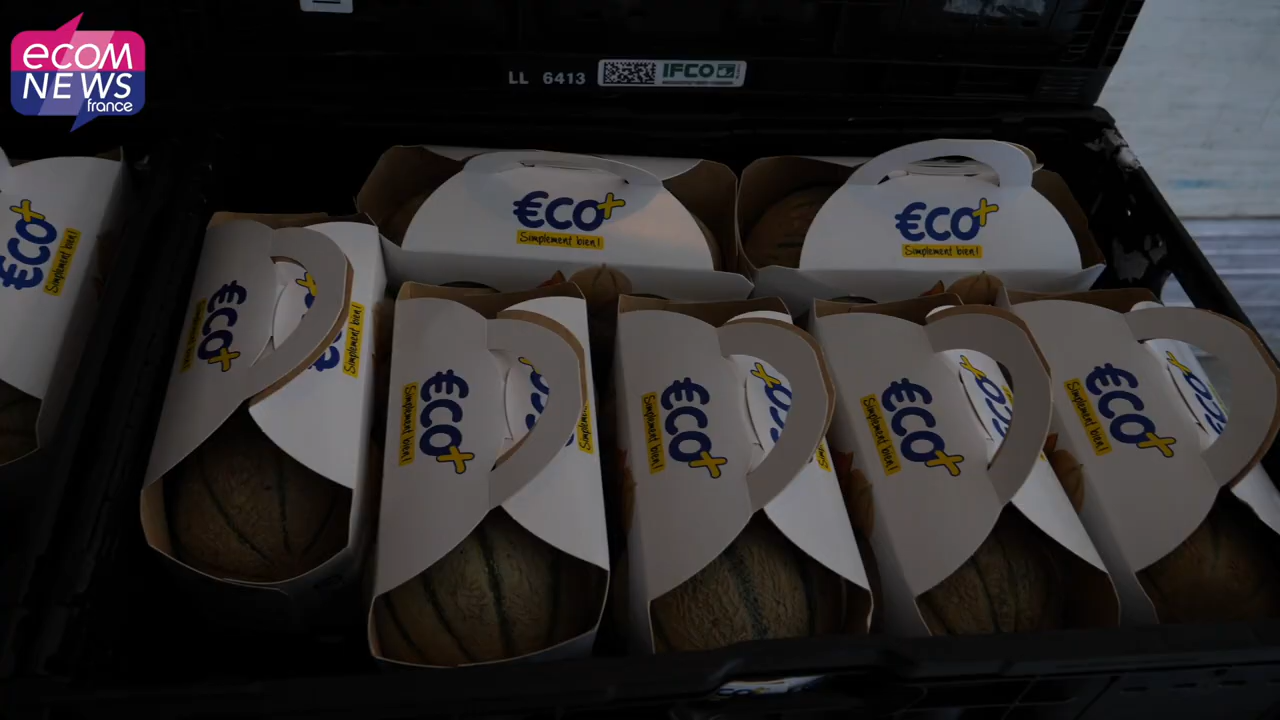 ecom
NEWS
france
LL 6413
IFCO
€CO+
Simplement bien!
€CO+
Simplement bien!
€CO+
Simplement bien!
€CO+
Simplement bien!
Simplement bien!
€CO+
Simplement bien!
€CO+
Simplement bien!
€CO+
Simplement bien!
€CO+
Simplement bien!